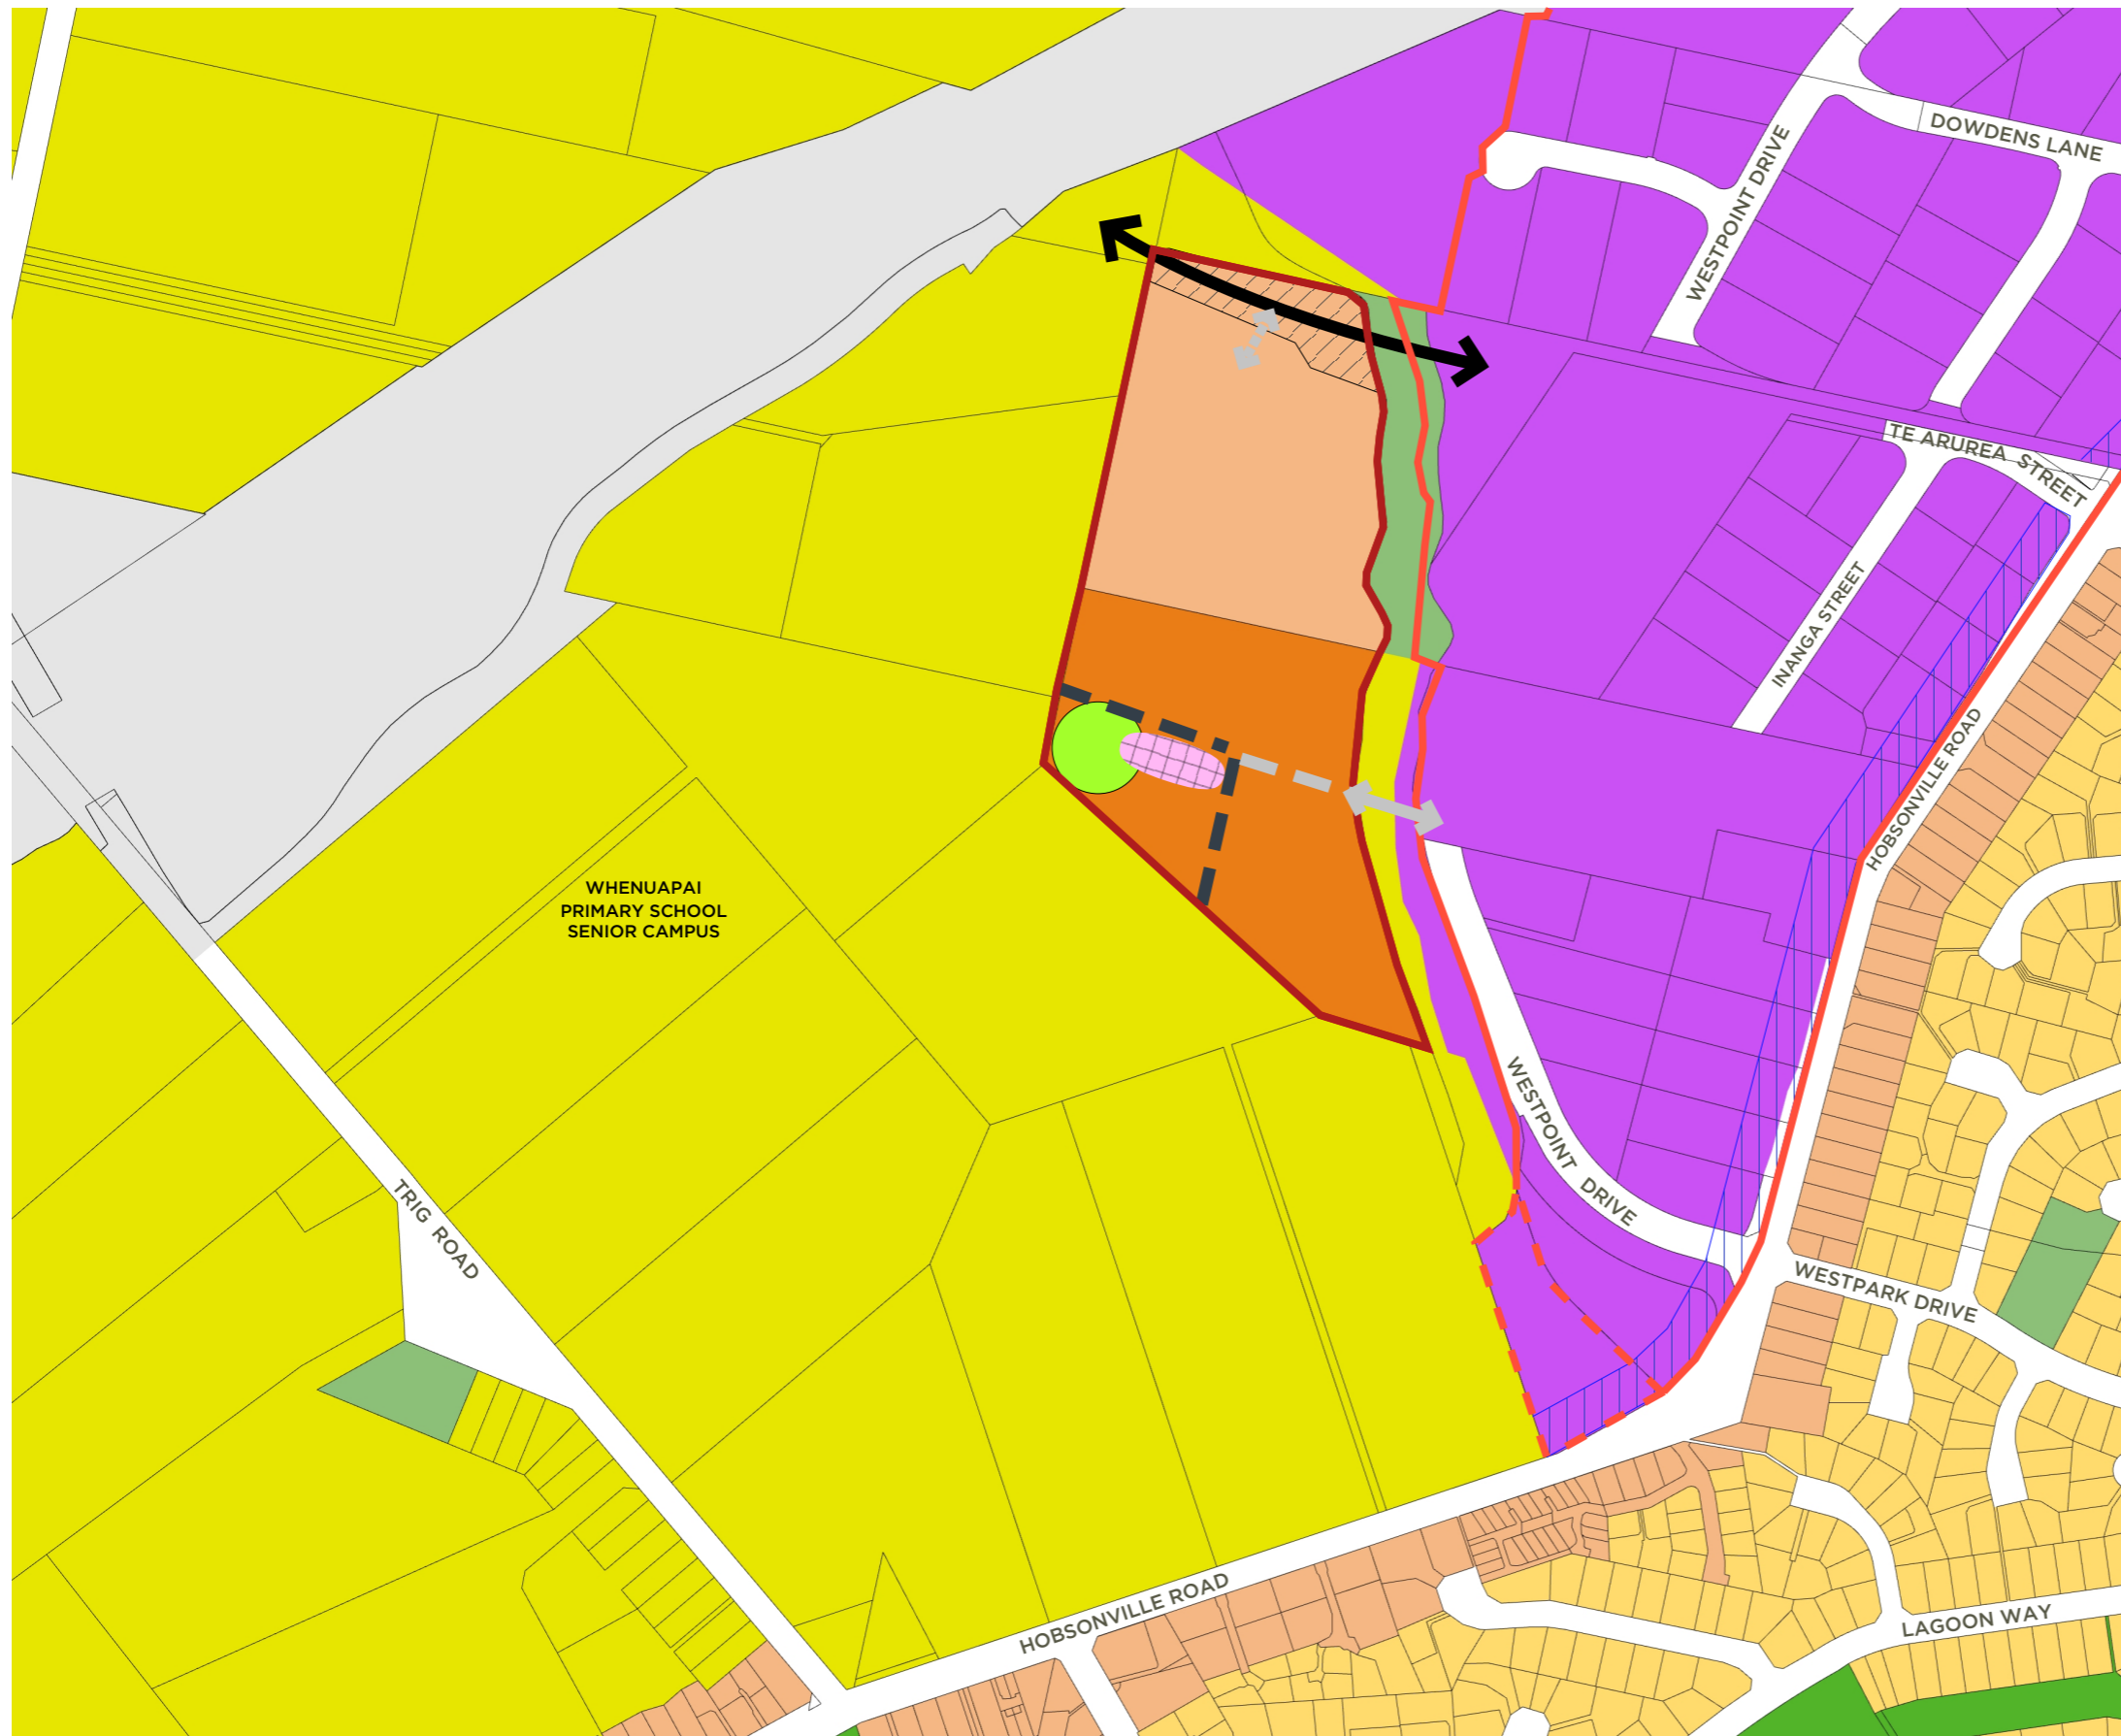 DOWDENS LANE
WESTPOINT DRIVE
TE ARUREA STREET
INANGA STREET
HOBSONVILLE ROAD
WHENUAPAI
PRIMARY SCHOOL
SENIOR CAMPUS
WESTPOINT DRIVE
TRIG ROAD
WESTPARK DRIVE
HOBSONVILLE ROAD
LAGOON WAY